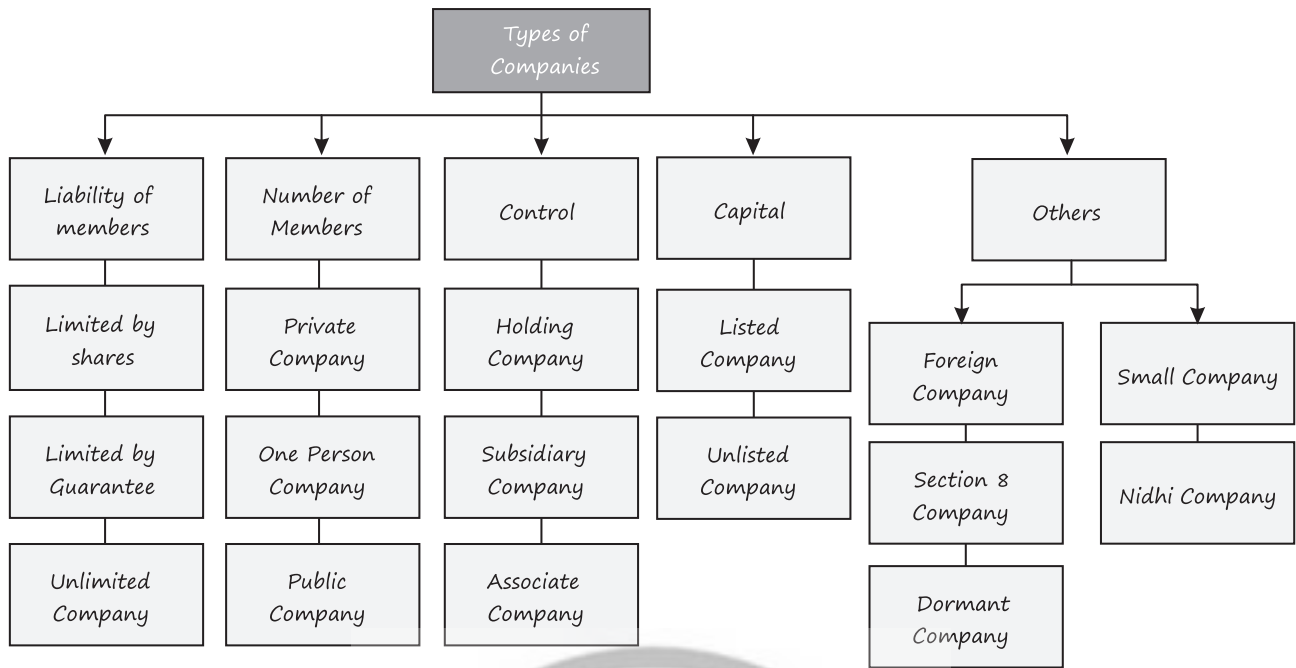 Types of
Companies
Liability of
members
Number of
Members
Control
Capital
Others
Limited by
shares
Private
Company
Holding
Company
Listed
Company
Foreign
Company
Small Company
Limited by
Guarantee
One Person
Company
Subsidiary
Company
Unlisted
Company
Section 8
Company
Nidhi Company
Unlimited
Company
Public
Company
Associate
Company
Dormant
Company